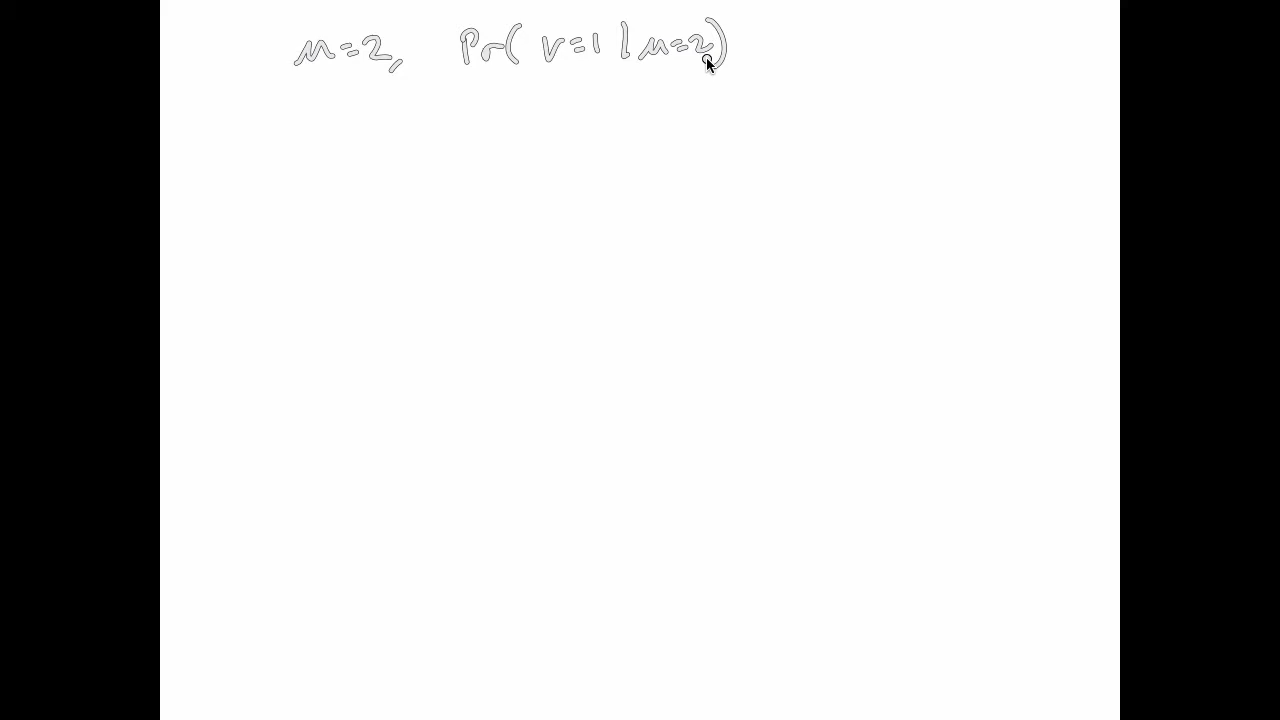 μ=2, Pr( r=1 | μ=2)